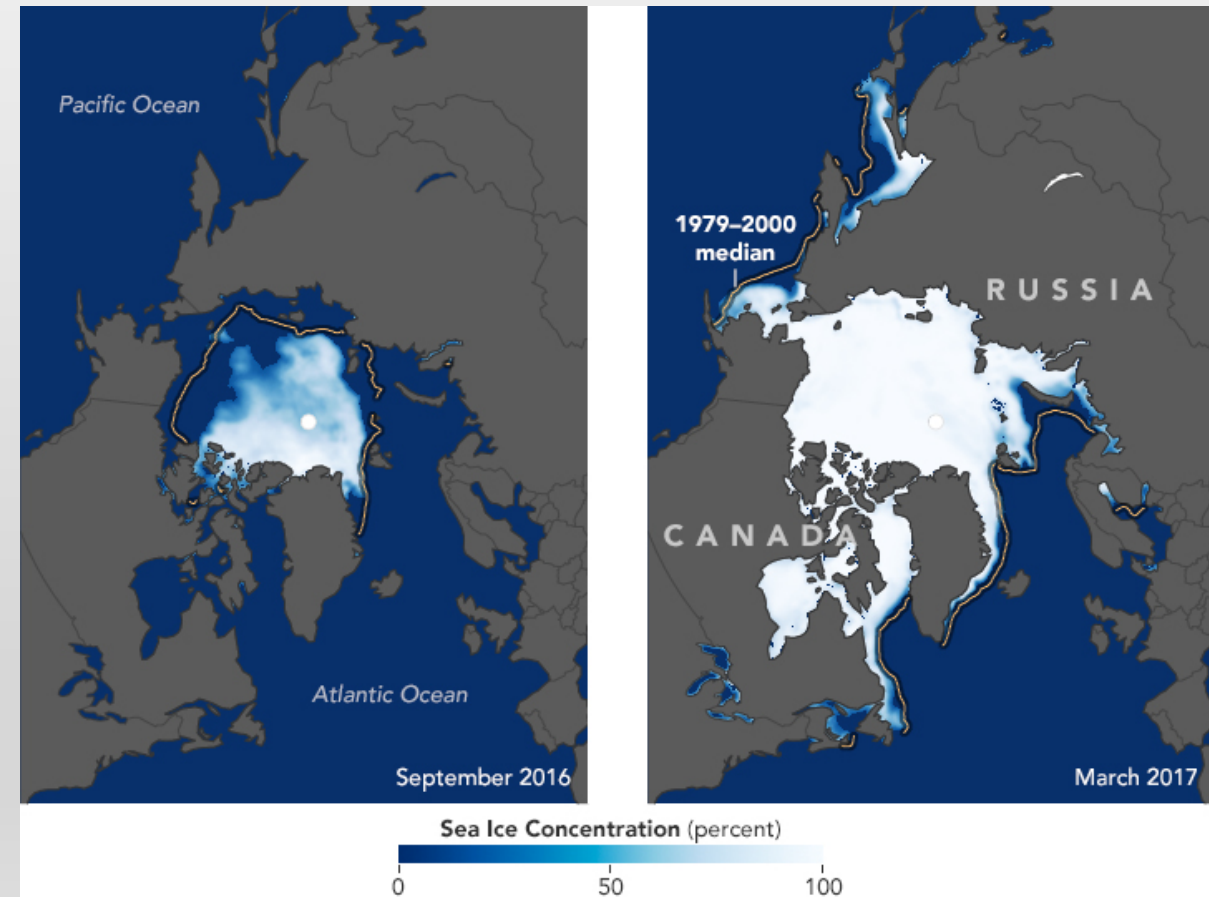 Pacific Ocean
Atlantic Ocean
September 2016
1979–2000
median
RUSSIA
CANADA
March 2017
Sea Ice Concentration (percent)
0 50 100